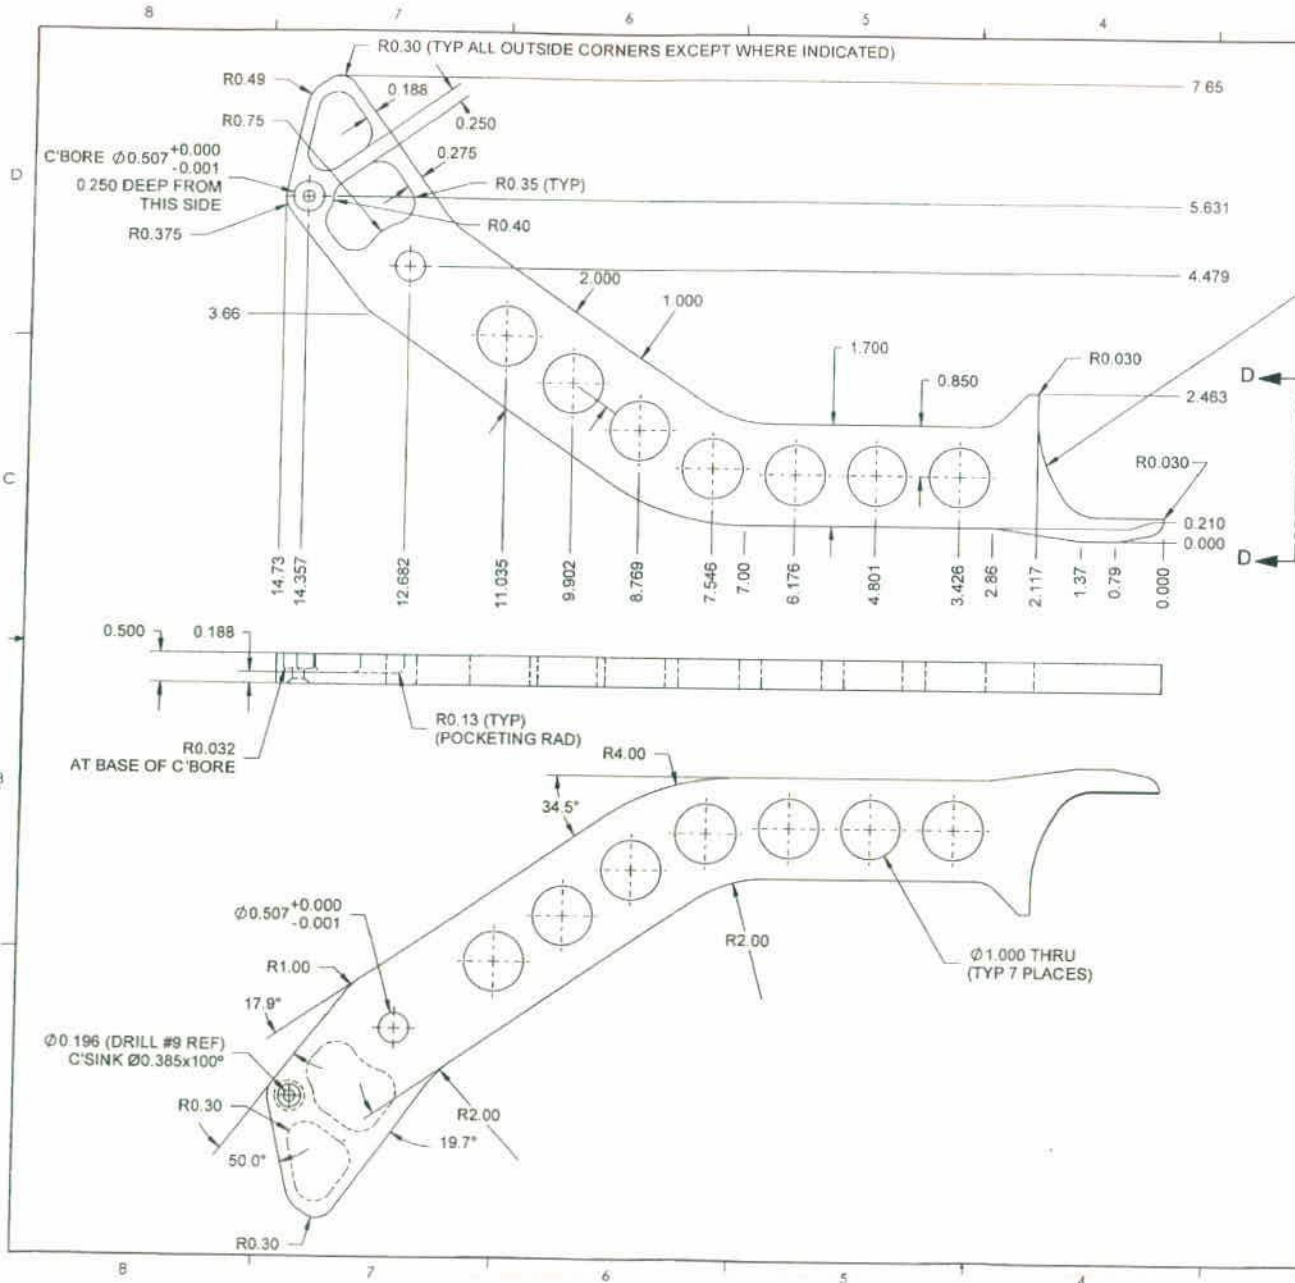 8 7 6 5 4
R0.30 (TYP ALL OUTSIDE CORNERS EXCEPT WHERE INDICATED)
R0.49
0.188
7.65
R0.75
0.250
C'BORE Ø0.507 +0.000
-0.001
0.250 DEEP FROM
THIS SIDE
0.275
D
R0.35 (TYP)
5.631
R0.375
R0.40
4.479
2.000
1.000
3.66
1.700
0.850
R0.030
D
2.463
C
R0.030
0.210
0.000
D
14.73
14.357
12.682
11.035
9.902
8.769
7.546
7.00
6.176
4.801
3.426
2.86
2.117
1.37
0.79
0.000
0.500
0.188
R0.13 (TYP)
(POCKETING RAD)
R0.032
AT BASE OF C'BORE
R4.00
34.5°
Ø0.507 +0.000
-0.001
R2.00
Ø1.000 THRU
(TYP 7 PLACES)
R1.00
17.9°
Ø0.196 (DRILL #9 REF)
C'SINK Ø0.385x100°
R0.30
R2.00
19.7°
50.0°
R0.30
8 7 6 5 4